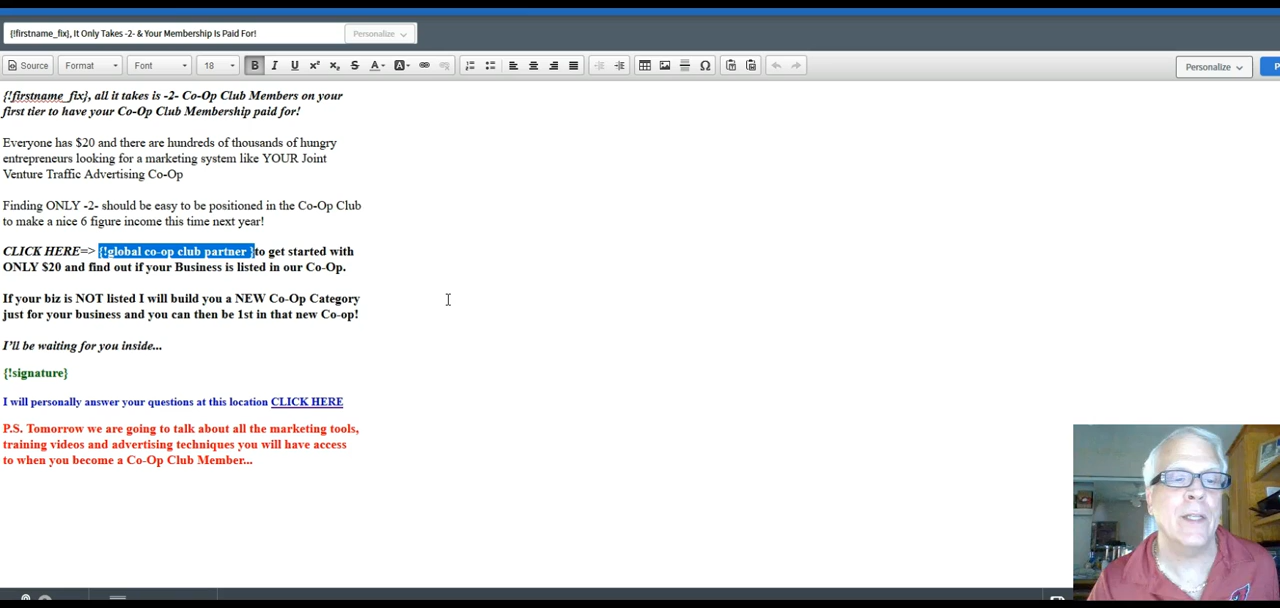 {!firstname_fix}, It Only Takes -2- & Your Membership Is Paid For!
Personalize
Source
Format
Font
18
B
I
U
S
Personalize
{!firstname_fix}, all it takes is -2- Co-Op Club Members on your
first tier to have your Co-Op Club Membership paid for!
Everyone has $20 and there are hundreds of thousands of hungry
entrepreneurs looking for a marketing system like YOUR Joint
Venture Traffic Advertising Co-Op
Finding ONLY -2- should be easy to be positioned in the Co-Op Club
to make a nice 6 figure income this time next year!
CLICK HERE=> {!global co-op club partner }to get started with
ONLY $20 and find out if your Business is listed in our Co-Op.
If your biz is NOT listed I will build you a NEW Co-Op Category
just for your business and you can then be 1st in that new Co-op!
I'll be waiting for you inside...
{!signature}
I will personally answer your questions at this location CLICK HERE
P.S. Tomorrow we are going to talk about all the marketing tools,
training videos and advertising techniques you will have access
to when you become a Co-Op Club Member...